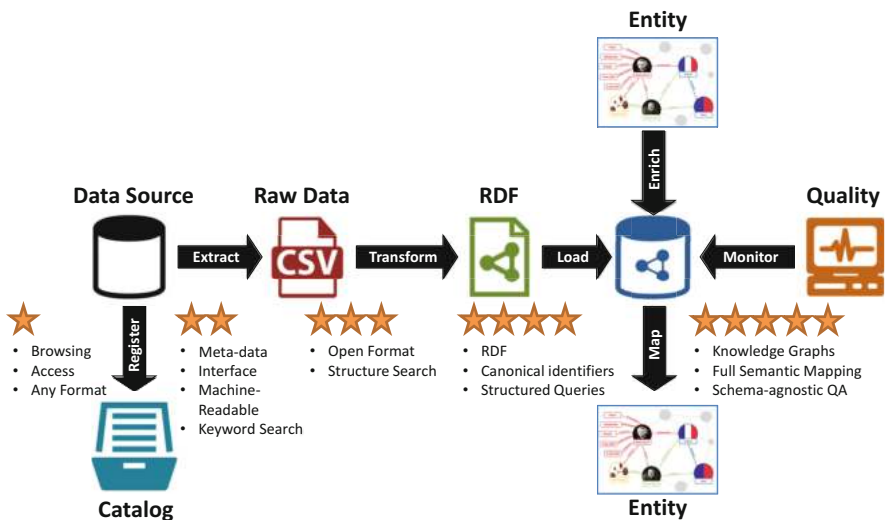 Entity
Enrich
Data Source
Raw Data
RDF
Quality
Extract
CSV
Transform
Load
Monitor
Register
Map
• Browsing
• Access
• Any Format
• Meta-data
• Interface
• Machine-
Readable
• Keyword Search
• Open Format
• Structure Search
• RDF
• Canonical identifiers
• Structured Queries
• Knowledge Graphs
• Full Semantic Mapping
• Schema-agnostic QA
Catalog
Entity